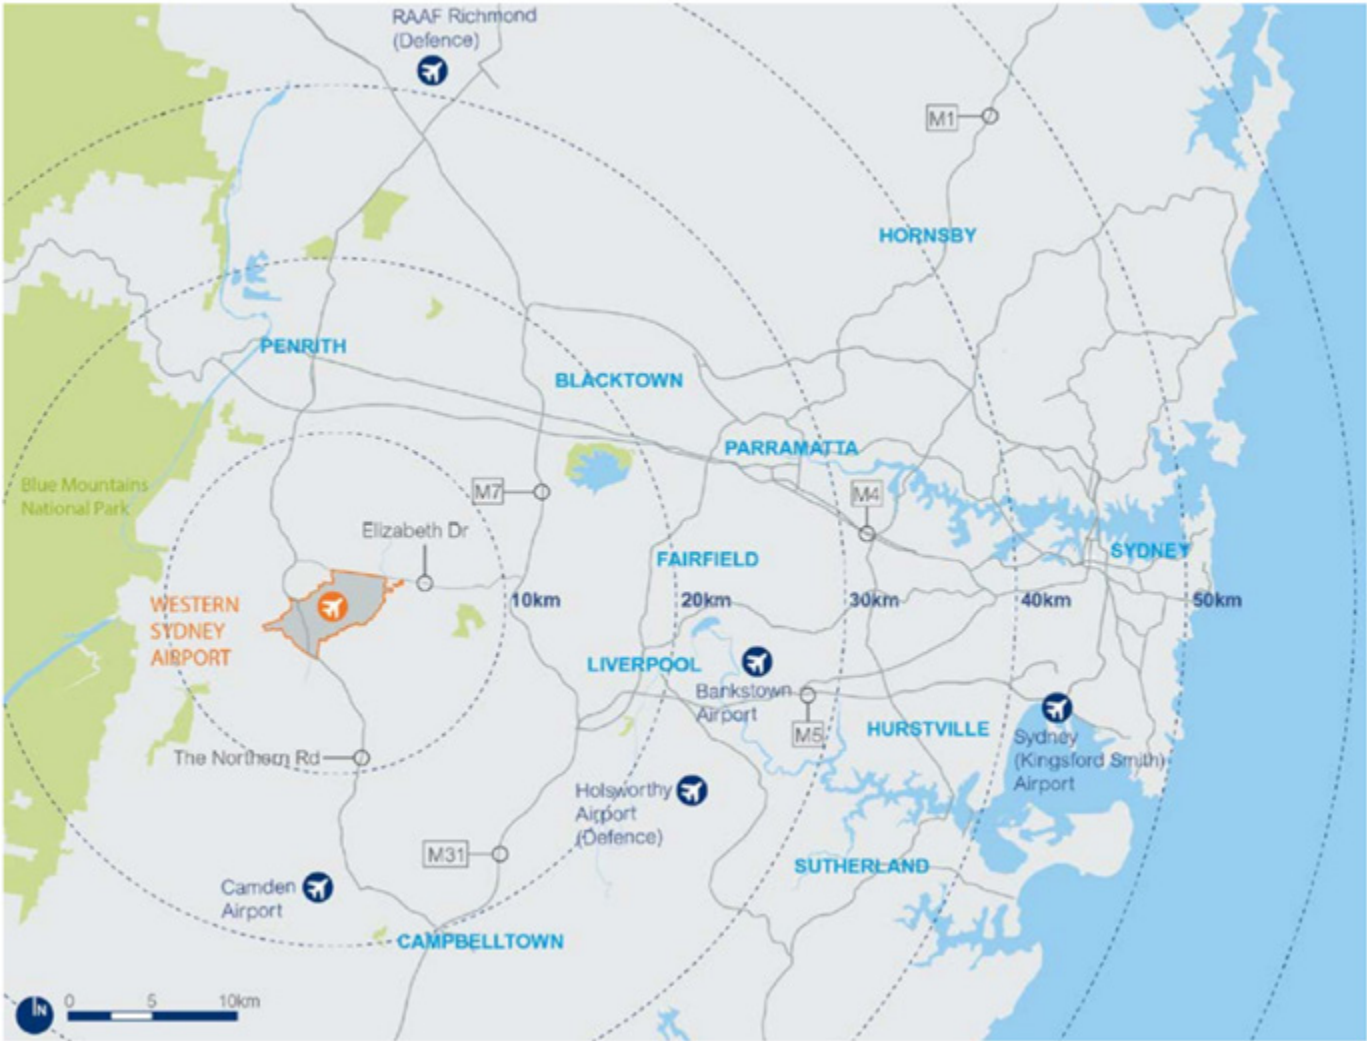 RAAF Richmond
(Defence)
M1
HORNSBY
PENRITH
BLACKTOWN
PARRAMATTA
Blue Mountains
National Park
M7
M4
Elizabeth Dr
FAIRFIELD
SYDNEY
WESTERN
SYDNEY
AIRPORT
10km
20km
30km
40km
50km
LIVERPOOL
Bankstown
Airport
M5
HURSTVILLE
Sydney
(Kingsford Smith)
Airport
The Northern Rd
Holsworthy
Airport
(Defence)
M31
SUTHERLAND
Camden
Airport
CAMPBELLTOWN
N
0 5 10km